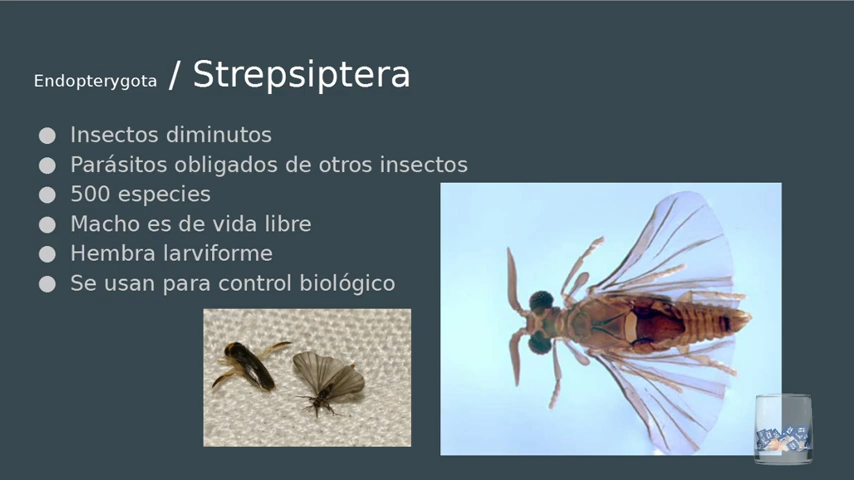 Endopterygota / Strepsiptera
● Insectos diminutos
● Parásitos obligados de otros insectos
● 500 especies
● Macho es de vida libre
● Hembra larviforme
● Se usan para control biológico